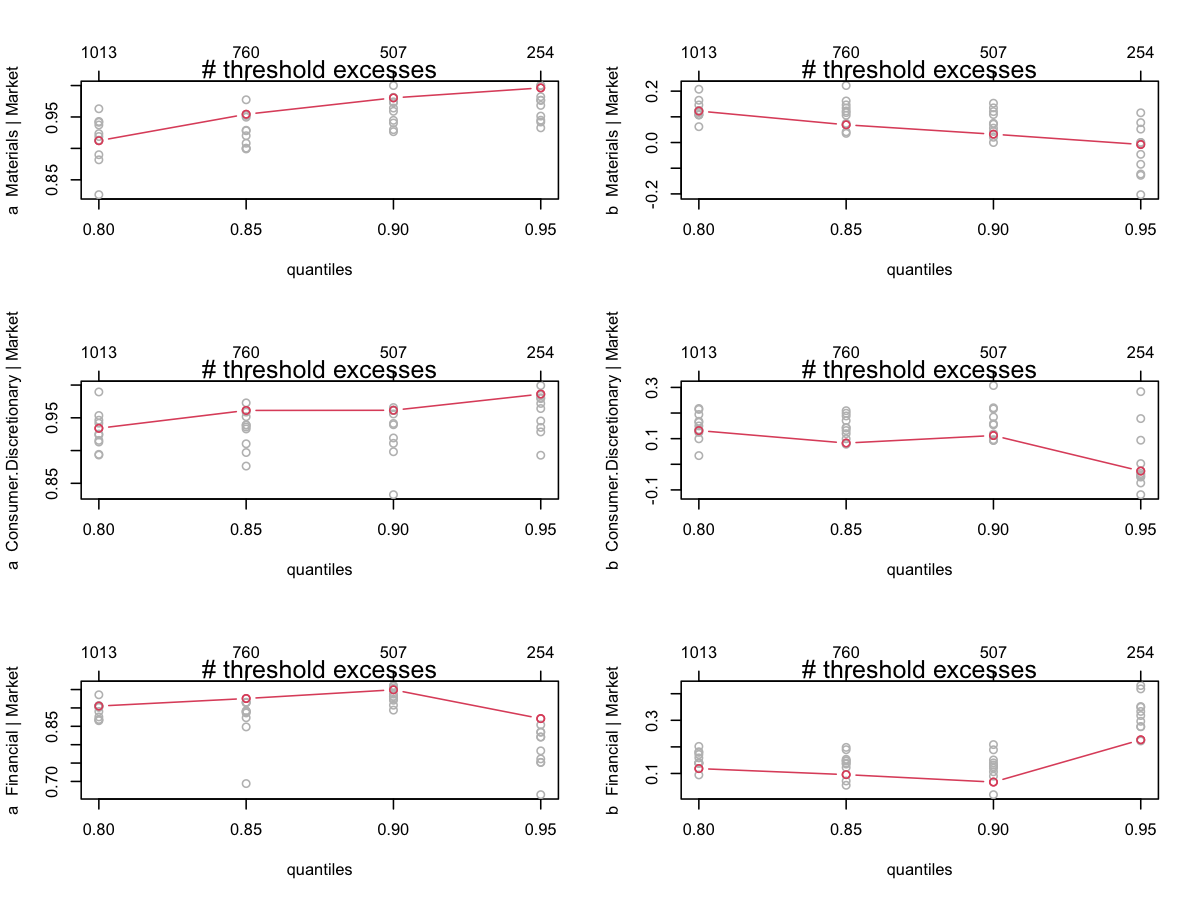 1013 760 507 254
# threshold excesses
a Materials | Market
0.95
0.85
0.80 0.85 0.90 0.95
quantiles
1013 760 507 254
# threshold excesses
b Materials | Market
0.2
0.0
-0.2
0.80 0.85 0.90 0.95
quantiles
1013 760 507 254
# threshold excesses
a Consumer.Discretionary | Market
0.95
0.85
0.80 0.85 0.90 0.95
quantiles
1013 760 507 254
# threshold excesses
b Consumer.Discretionary | Market
0.3
0.1
-0.1
0.80 0.85 0.90 0.95
quantiles
1013 760 507 254
# threshold excesses
a Financial | Market
0.85
0.70
0.80 0.85 0.90 0.95
quantiles
1013 760 507 254
# threshold excesses
b Financial | Market
0.3
0.1
0.80 0.85 0.90 0.95
quantiles